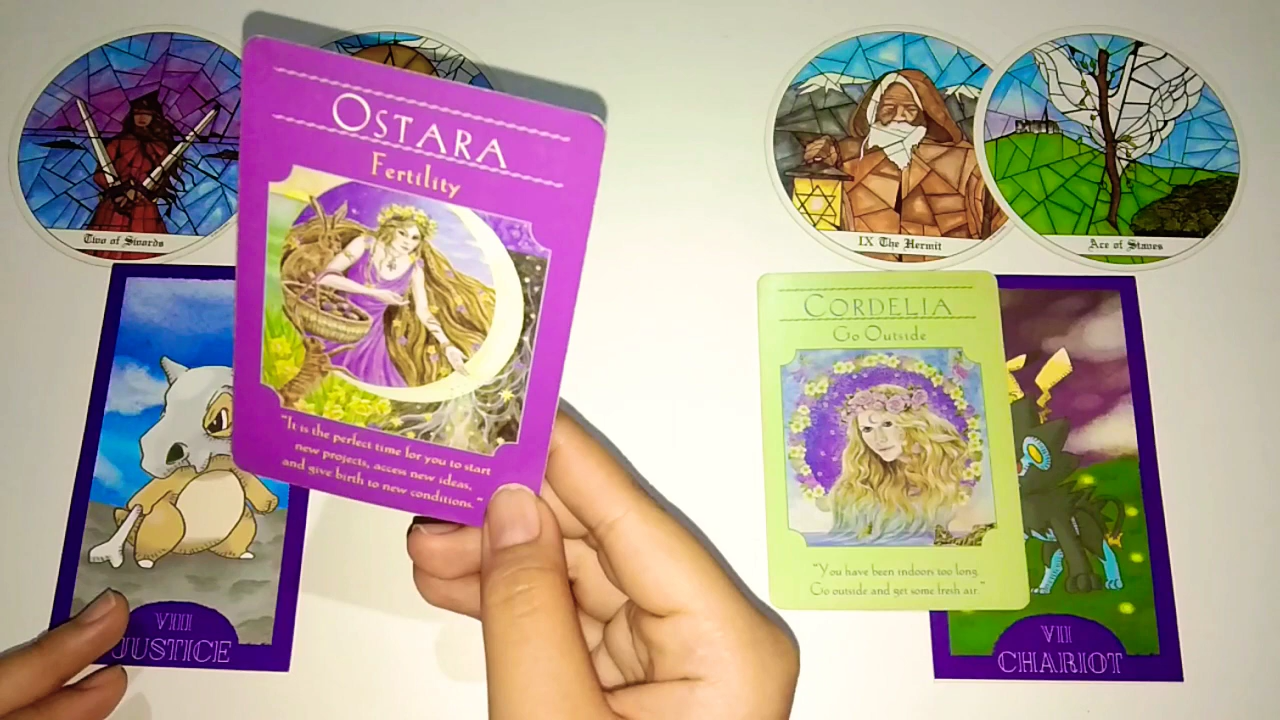 Two of Swords
OSTARA
Fertility
"It is the perfect time for you to start
new projects, access new ideas,
and give birth to new conditions."
VIII
JUSTICE
IX The Hermit
Ace of Staves
CORDELIA
Go Outside
"You have been indoors too long.
Go outside and get some fresh air."
VII
CHARIOT